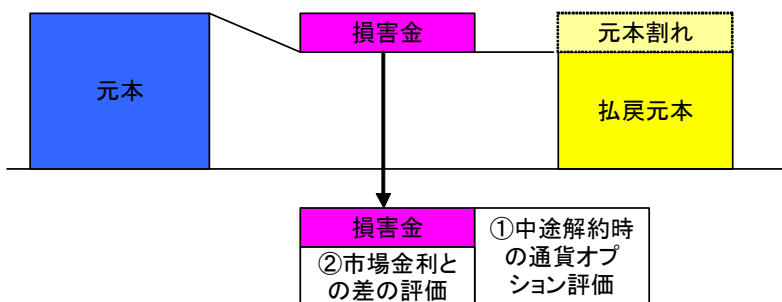 元本
損害金
元本割れ
払戻元本
損害金
①中途解約時
の通貨オプ
ション評価
②市場金利と
の差の評価